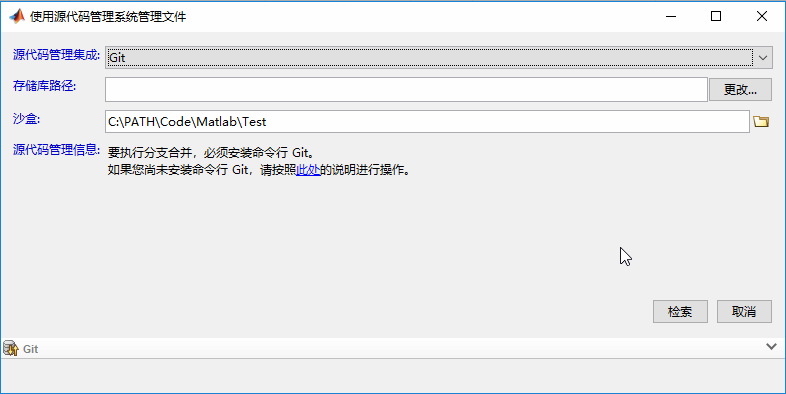 使用源代码管理系统管理文件
源代码管理集成: Git
存储库路径: 更改...
沙盒: C:\PATH\Code\Matlab\Test
源代码管理信息: 要执行分支合并，必须安装命令行 Git。
如果您尚未安装命令行 Git，请按照此处的说明进行操作。
检索 取消
Git